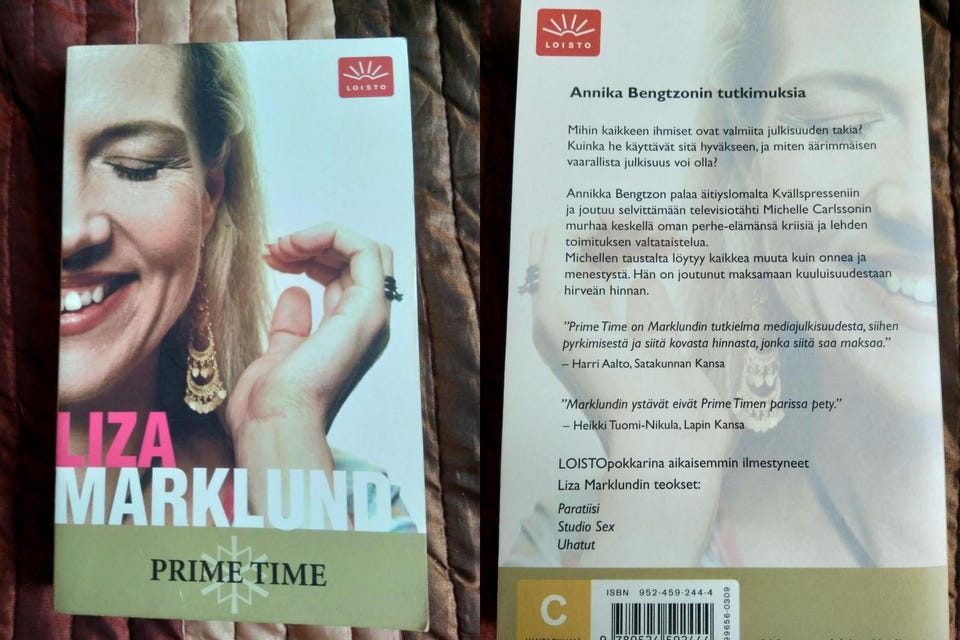 LOISTO
LIZA
MARKLUND
PRIME TIME
LOISTO
Annika Bengtzonin tutkimuksia
Mihin kaikkeen ihmiset ovat valmiita julkisuuden takia?
Kuinka he käyttävät sitä hyväkseen, ja miten äärimmäisen
vaarallista julkisuus voi olla?
Annikka Bengtzon palaa äitiyslomalta Kvällspresseniin
ja joutuu selvittämään televisiotähti Michelle Carlssonin
murhaa keskellä oman perhe-elämänsä kriisiä ja lehden
toimituksen valtataistelua.
Michellen taustalta löytyy kaikkea muuta kuin onnea ja
menestystä. Hän on joutunut maksamaan kuuluisuudestaan
hirveän hinnan.
"Prime Time on Marklundin tutkielma mediajulkisuudesta, siihen
pyrkimisestä ja siitä kovasta hinnasta, jonka siitä saa maksaa."
– Harri Aalto, Satakunnan Kansa
"Marklundin ystävät eivät Prime Timen parissa pety."
– Heikki Tuomi-Nikula, Lapin Kansa
LOISTOpokkarina aikaisemmin ilmestyneet
Liza Marklundin teokset:
Paratiisi
Studio Sex
Uhatut
C
ISBN 952-459-244-4